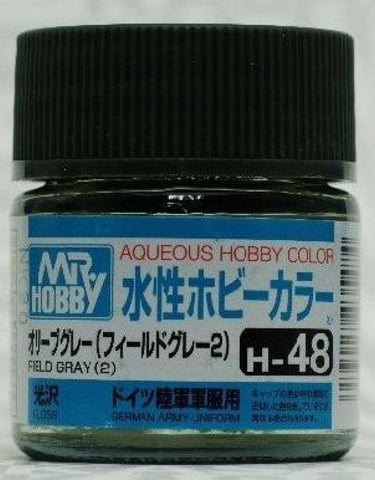 AQUEOUS HOBBY COLOR
MR HOBBY
水性ホビーカラー
オリーブグレー(フィールドグレー2)
FIELD GRAY(2)
H-48
光沢
ドイツ陸軍軍服用
GERMAN ARMY UNIFORM